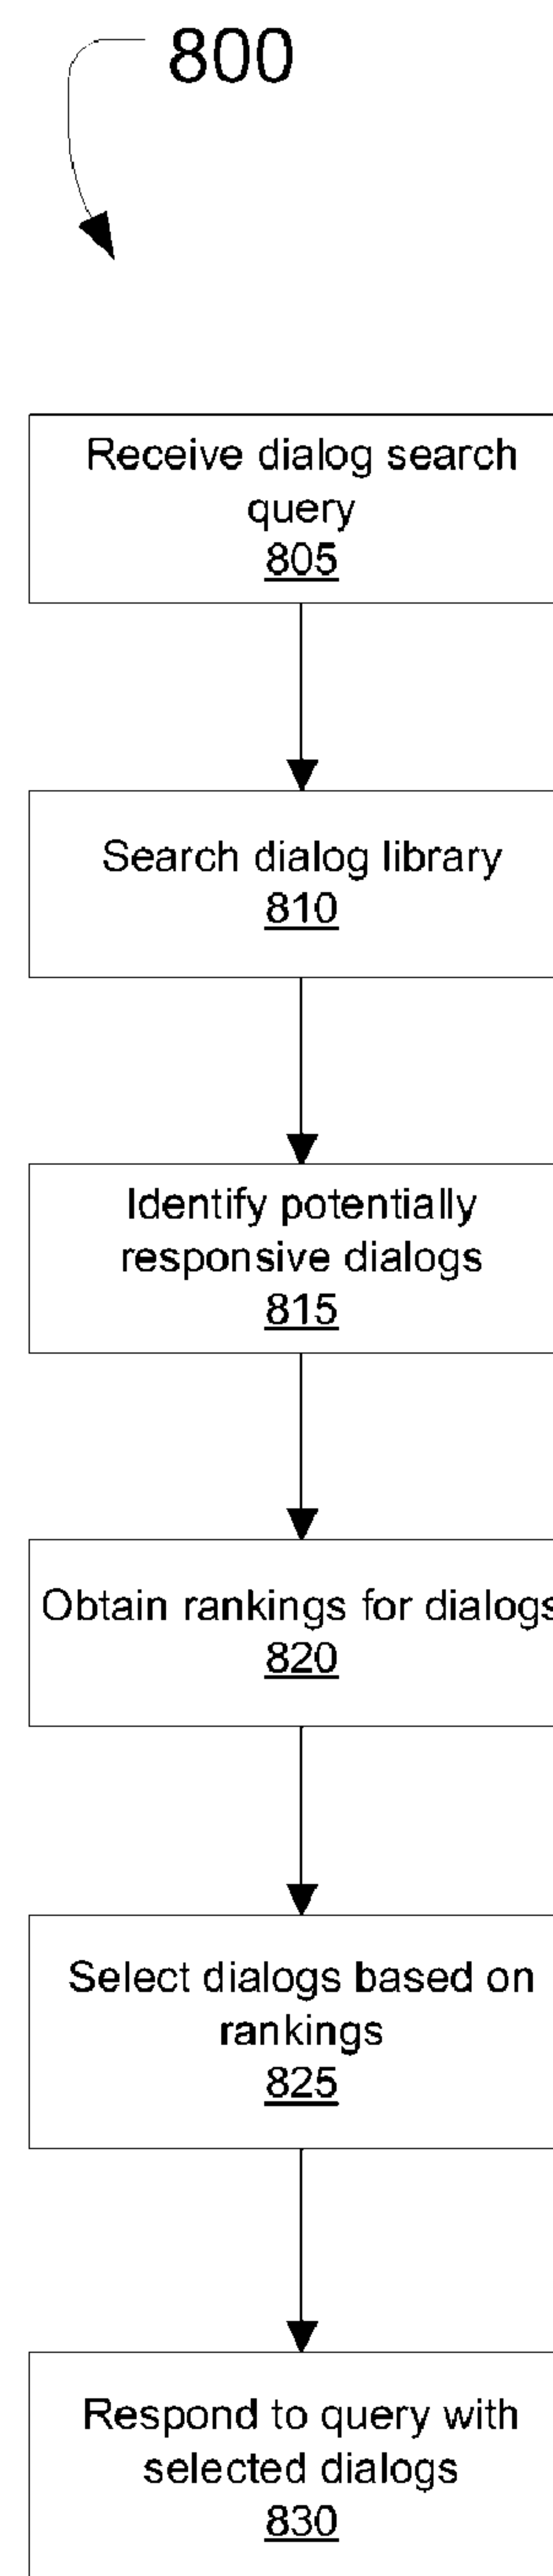 800
Receive dialog search
query
805
Search dialog library
810
Identify potentially
responsive dialogs
815
Obtain rankings for dialogs
820
Select dialogs based on
rankings
825
Respond to query with
selected dialogs
830